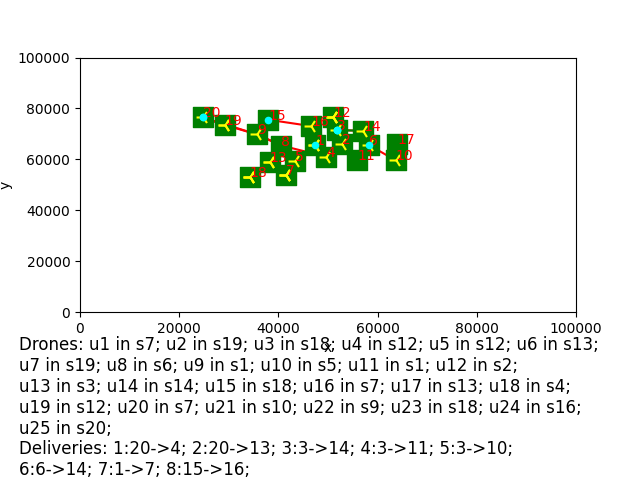 100000
80000
60000
40000
20000
0
y
0 20000 40000 60000 80000 100000
x
12
14
17
10
11
Drones: u1 in s7; u2 in s19; u3 in s18; u4 in s12; u5 in s12; u6 in s13;
u7 in s19; u8 in s6; u9 in s1; u10 in s5; u11 in s1; u12 in s2;
u13 in s3; u14 in s14; u15 in s18; u16 in s7; u17 in s13; u18 in s4;
u19 in s12; u20 in s7; u21 in s10; u22 in s9; u23 in s18; u24 in s16;
u25 in s20;
Deliveries: 1:20->4; 2:20->13; 3:3->14; 4:3->11; 5:3->10;
6:6->14; 7:1->7; 8:15->16;